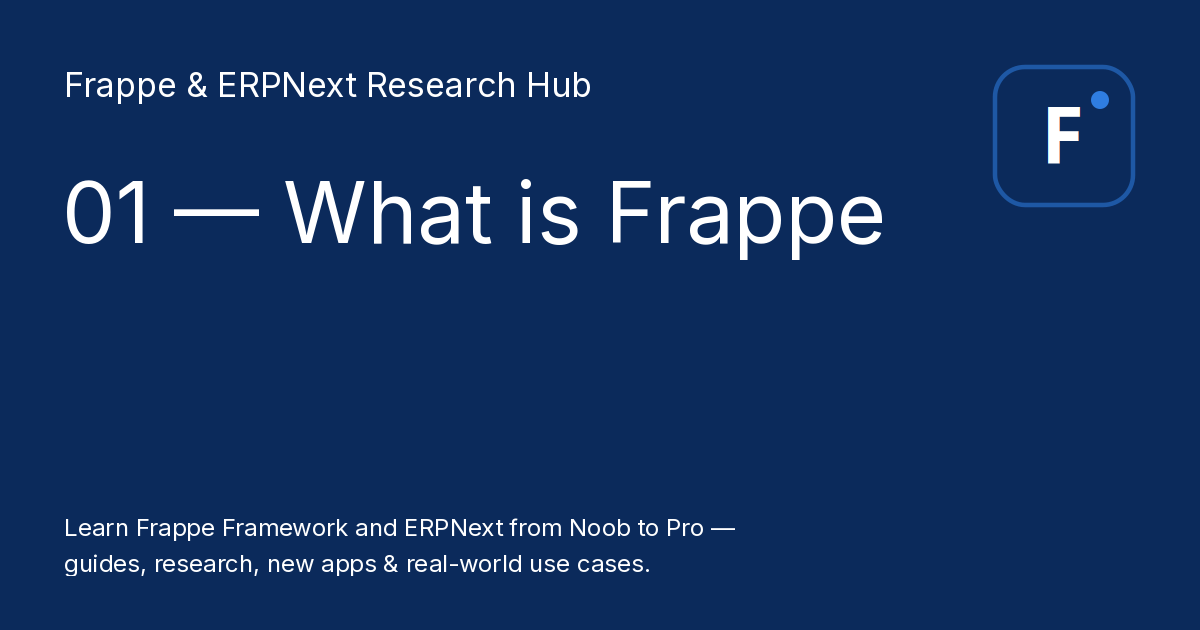 Frappe & ERPNext Research Hub
F
01 — What is Frappe
Learn Frappe Framework and ERPNext from Noob to Pro —
guides, research, new apps & real-world use cases.